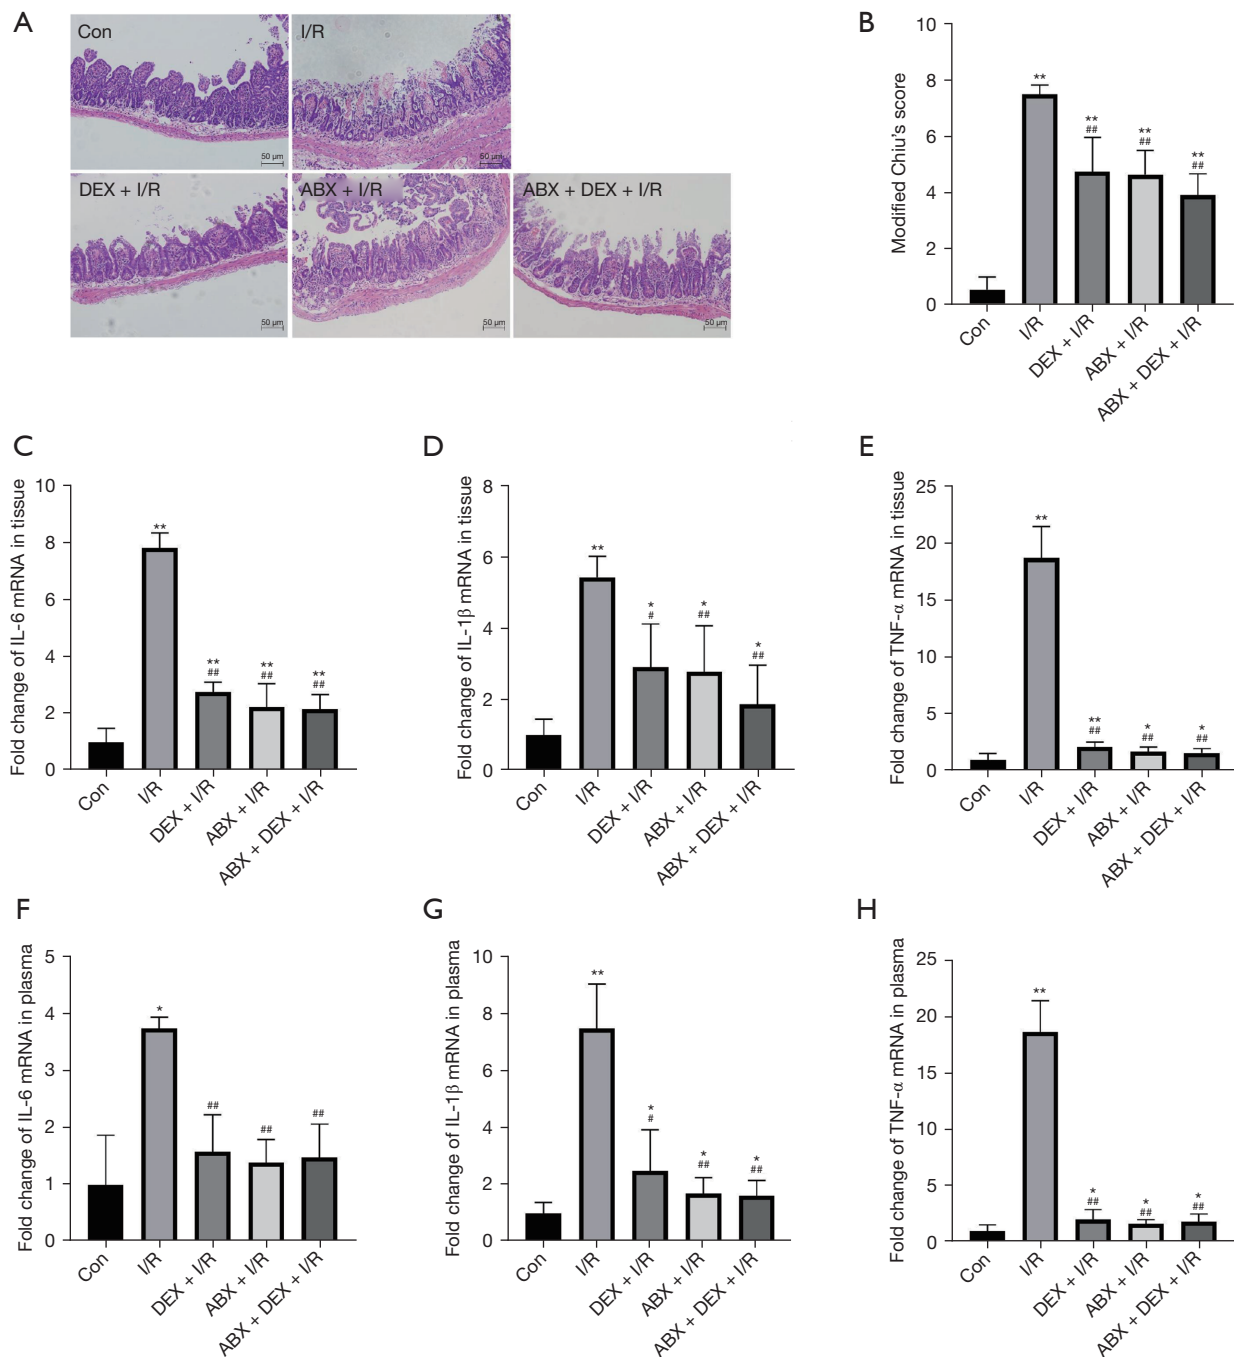 A
Con
I/R
50 µm
50 µm
DEX + I/R
ABX + I/R
ABX + DEX + I/R
50 µm
50 µm
50 µm
B
Modified Chiu's score
10
8
6
4
2
0
**
**
##
**
##
**
##
Con
I/R
DEX + I/R
ABX + I/R
ABX + DEX + I/R
C
Fold change of IL-6 mRNA in tissue
10
8
6
4
2
0
**
**
##
**
##
**
##
Con
I/R
DEX + I/R
ABX + I/R
ABX + DEX + I/R
D
Fold change of IL-1β mRNA in tissue
8
6
4
2
0
**
*
#
*
##
*
##
Con
I/R
DEX + I/R
ABX + I/R
ABX + DEX + I/R
E
Fold change of TNF-α mRNA in tissue
25
20
15
10
5
0
**
**
##
*
##
*
##
Con
I/R
DEX + I/R
ABX + I/R
ABX + DEX + I/R
F
Fold change of IL-6 mRNA in plasma
5
4
3
2
1
0
*
##
##
##
Con
I/R
DEX + I/R
ABX + I/R
ABX + DEX + I/R
G
Fold change of IL-1β mRNA in plasma
10
8
6
4
2
0
**
*
#
*
##
*
##
Con
I/R
DEX + I/R
ABX + I/R
ABX + DEX + I/R
H
Fold change of TNF-α mRNA in plasma
25
20
15
10
5
0
**
*
##
*
##
*
##
Con
I/R
DEX + I/R
ABX + I/R
ABX + DEX + I/R